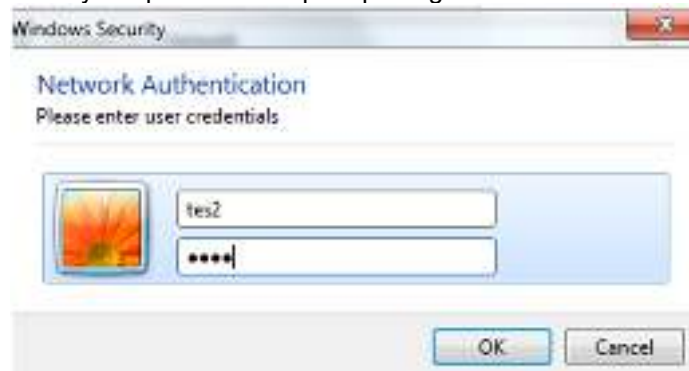 Windows Security
Network Authentication
Please enter user credentials
tes2
••••
OK
Cancel